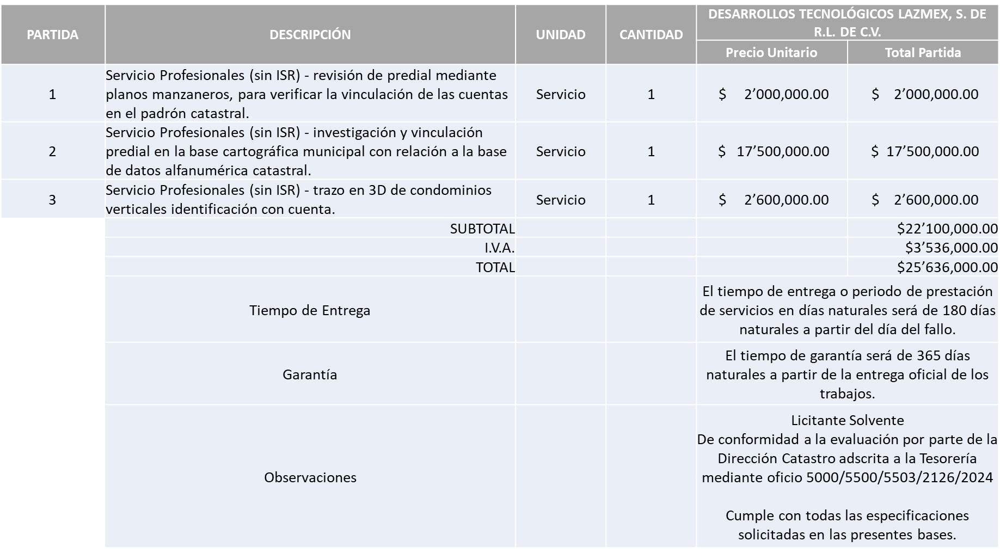 PARTIDA
DESCRIPCIÓN
UNIDAD
CANTIDAD
DESARROLLOS TECNOLÓGICOS LAZMEX, S. DE
R.L. DE C.V.
Precio Unitario
Total Partida
1
Servicio Profesionales (sin ISR) - revisión de predial mediante
planos manzaneros, para verificar la vinculación de las cuentas
en el padrón catastral.
Servicio
1
$ 2’000,000.00
$ 2’000,000.00
2
Servicio Profesionales (sin ISR) - investigación y vinculación
predial en la base cartográfica municipal con relación a la base
de datos alfanumérica catastral.
Servicio
1
$ 17’500,000.00
$ 17’500,000.00
3
Servicio Profesionales (sin ISR) - trazo en 3D de condominios
verticales identificación con cuenta.
Servicio
1
$ 2’600,000.00
$ 2’600,000.00
SUBTOTAL
$22’100,000.00
I.V.A.
$3’536,000.00
TOTAL
$25’636,000.00
Tiempo de Entrega
El tiempo de entrega o periodo de prestación
de servicios en días naturales será de 180 días
naturales a partir del día del fallo.
Garantía
El tiempo de garantía será de 365 días
naturales a partir de la entrega oficial de los
trabajos.
Observaciones
Licitante Solvente
De conformidad a la evaluación por parte de la
Dirección Catastro adscrita a la Tesorería
mediante oficio 5000/5500/5503/2126/2024
Cumple con todas las especificaciones
solicitadas en las presentes bases.